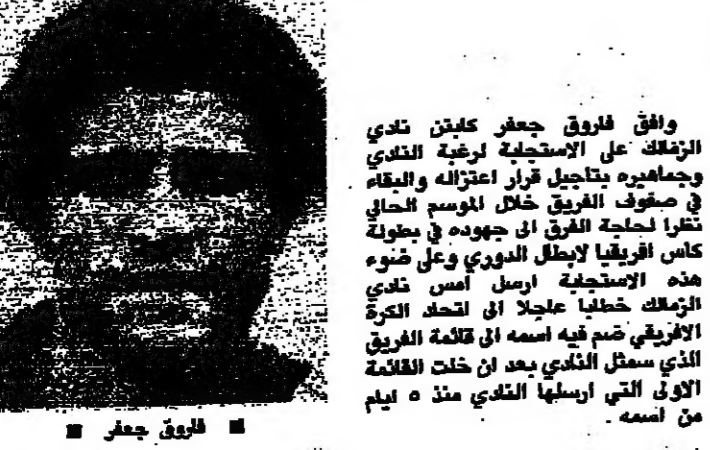 وافق فاروق جعفر كابتن نادي
الزمالك على الاستجابة لرغبة النادي
وجماهيره بتأجيل قرار اعتزاله والبقاء
في صفوف الفريق خلال الموسم الحالي
نظرا لحاجة الفرق الى جهوده في بطولة
كاس افريقيا لابطال الدوري وعلى ضوء
هذه الاستجابة ارسل امس نادي
الزمالك خطابا عاجلا الى اتحاد الكرة
الافريقي ضم فيه اسمه الى قائمة الفريق
الذي سمثل النادي بعد ان خلت القائمة
الاولى التي ارسلها النادي منذ ٥ ايام
من اسمه .
■ فاروق جعفر ■